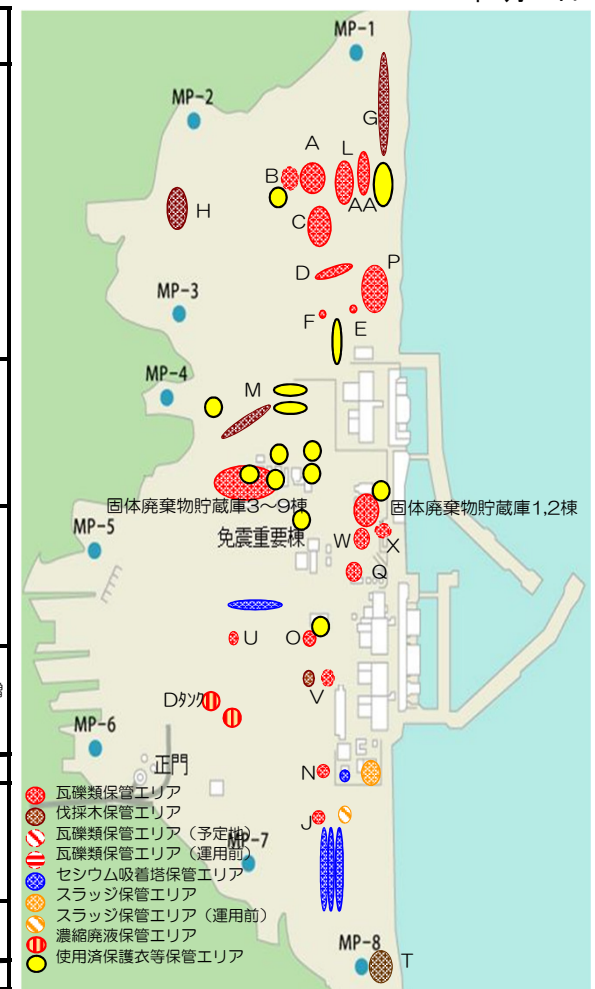 MP-1
MP-2
G
A
L
B
AA
H
C
D
P
MP-3
F
E
MP-4
M
固体廃棄物貯蔵庫3～9棟
固体廃棄物貯蔵庫1,2棟
MP-5
免震重要棟
W
X
Q
U
O
V
Dタンク
MP-6
正門
N
J
瓦礫類保管エリア
伐採木保管エリア
瓦礫類保管エリア（予定地）
瓦礫類保管エリア（運用前）
MP-7
セシウム吸着塔保管エリア
スラッジ保管エリア
スラッジ保管エリア（運用前）
濃縮廃液保管エリア
使用済保護衣等保管エリア
MP-8
T